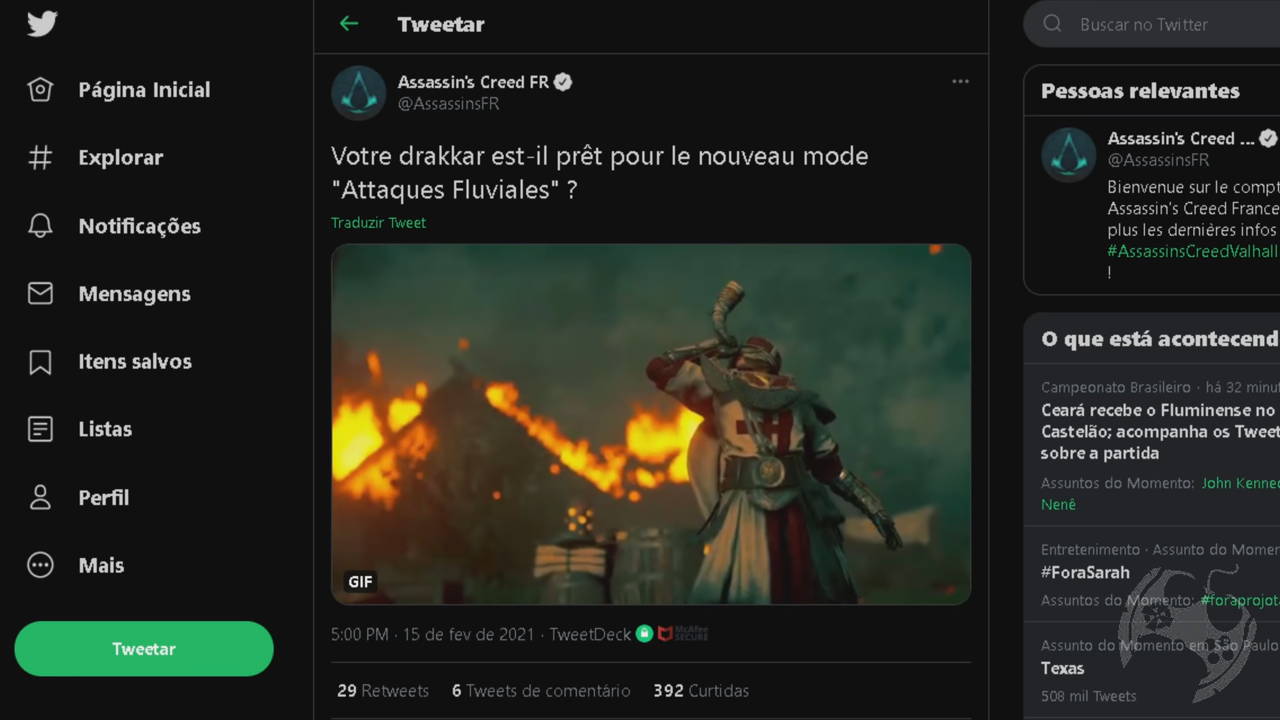 Página Inicial
Explorar
Notificações
Mensagens
Itens salvos
Listas
Perfil
Mais
Tweetar
Tweetar
Assassin's Creed FR
@AssassinsFR
Votre drakkar est-il prêt pour le nouveau mode
"Attaques Fluviales" ?
Traduzir Tweet
GIF
5:00 PM · 15 de fev de 2021 · TweetDeck McAfee SECURE
29 Retweets 6 Tweets de comentário 392 Curtidas
Buscar no Twitter
Pessoas relevantes
Assassin's Creed ...
@AssassinsFR
Bienvenue sur le compt
Assassin's Creed France
plus les dernières infos
#AssassinsCreedValhall
!
O que está acontecend
Campeonato Brasileiro · há 32 minut
Ceará recebe o Fluminense no
Castelão; acompanha os Tweet
sobre a partida
Assuntos do Momento: John Kenned
Nenê
Entretenimento · Assunto do Momen
#ForaSarah
Assuntos do Momento: #foraprojota
Assunto do Momento em São Paulo
Texas
508 mil Tweets